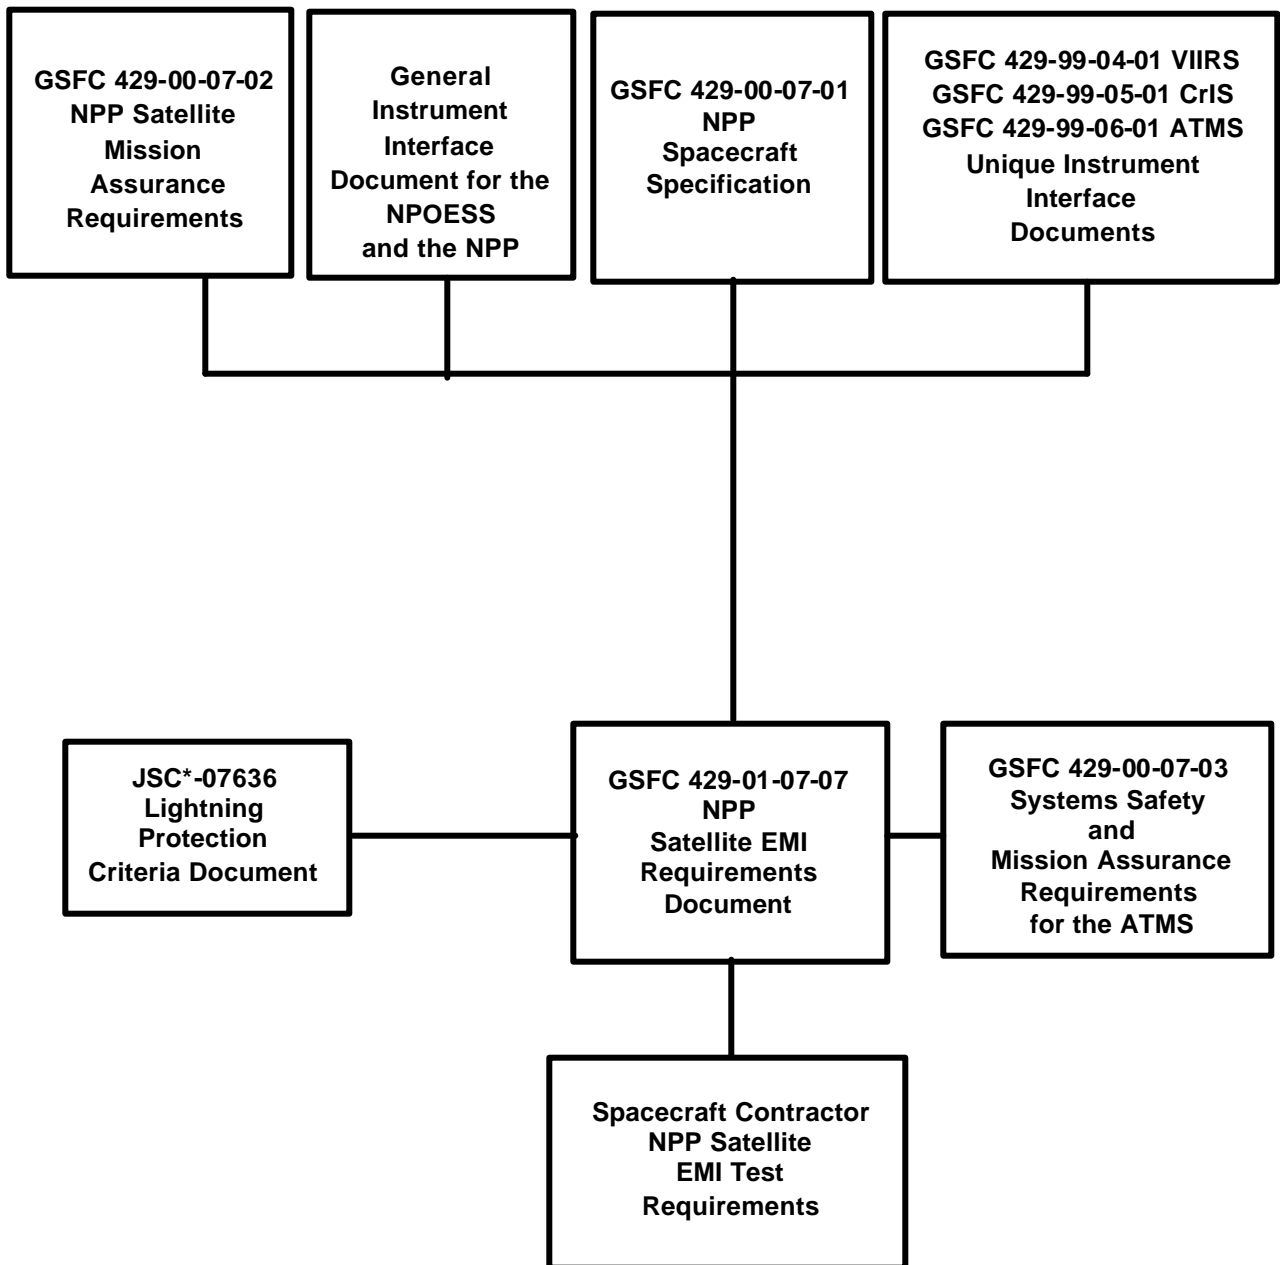 GSFC 429-00-07-02
NPP Satellite
Mission
Assurance
Requirements
General
Instrument
Interface
Document for the
NPOESS
and the NPP
GSFC 429-00-07-01
NPP
Spacecraft
Specification
GSFC 429-99-04-01 VIIRS
GSFC 429-99-05-01 CrIS
GSFC 429-99-06-01 ATMS
Unique Instrument
Interface
Documents
JSC*-07636
Lightning
Protection
Criteria Document
GSFC 429-01-07-07
NPP
Satellite EMI
Requirements
Document
GSFC 429-00-07-03
Systems Safety
and
Mission Assurance
Requirements
for the ATMS
Spacecraft Contractor
NPP Satellite
EMI Test
Requirements